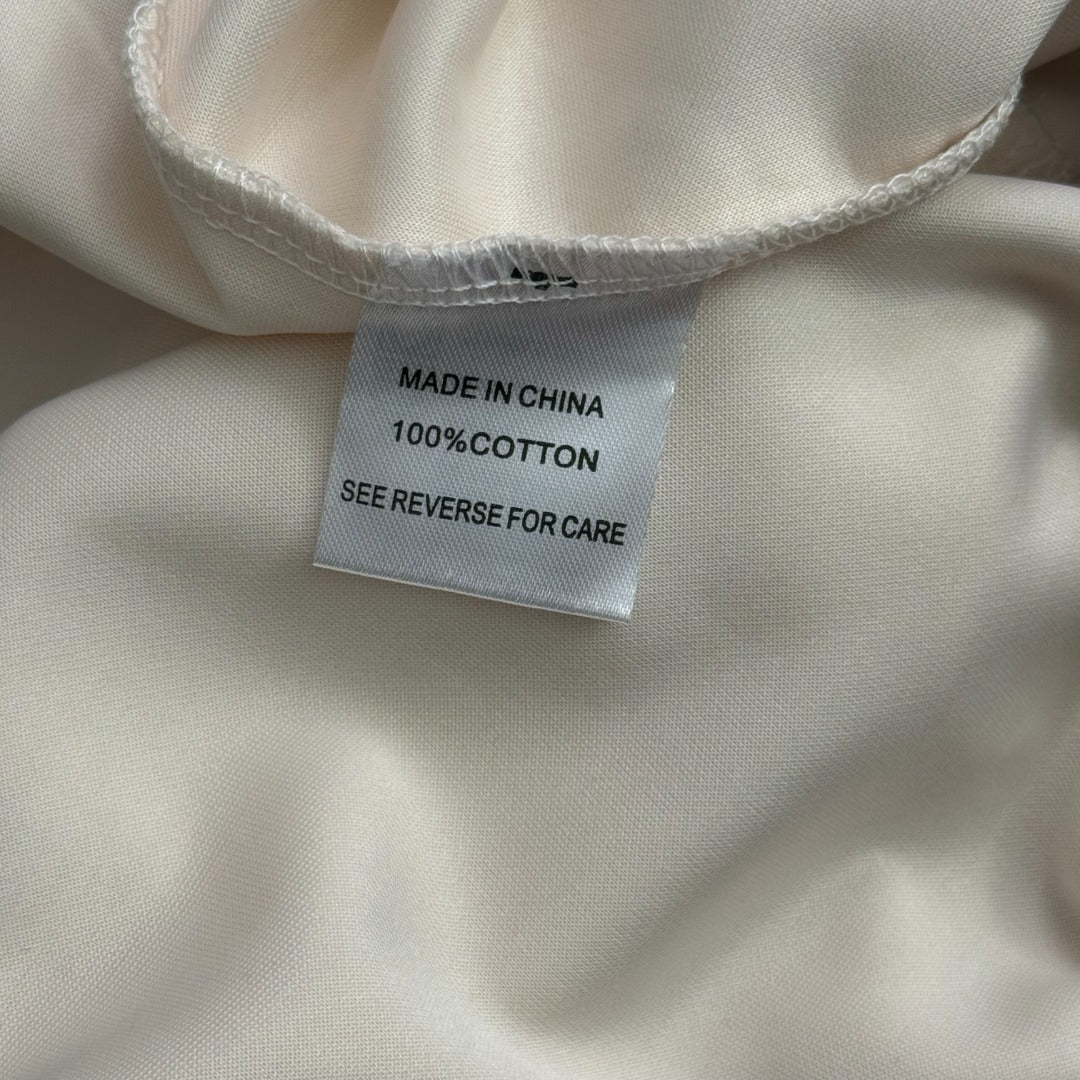 MADE IN CHINA
100%COTTON
SEE REVERSE FOR CARE